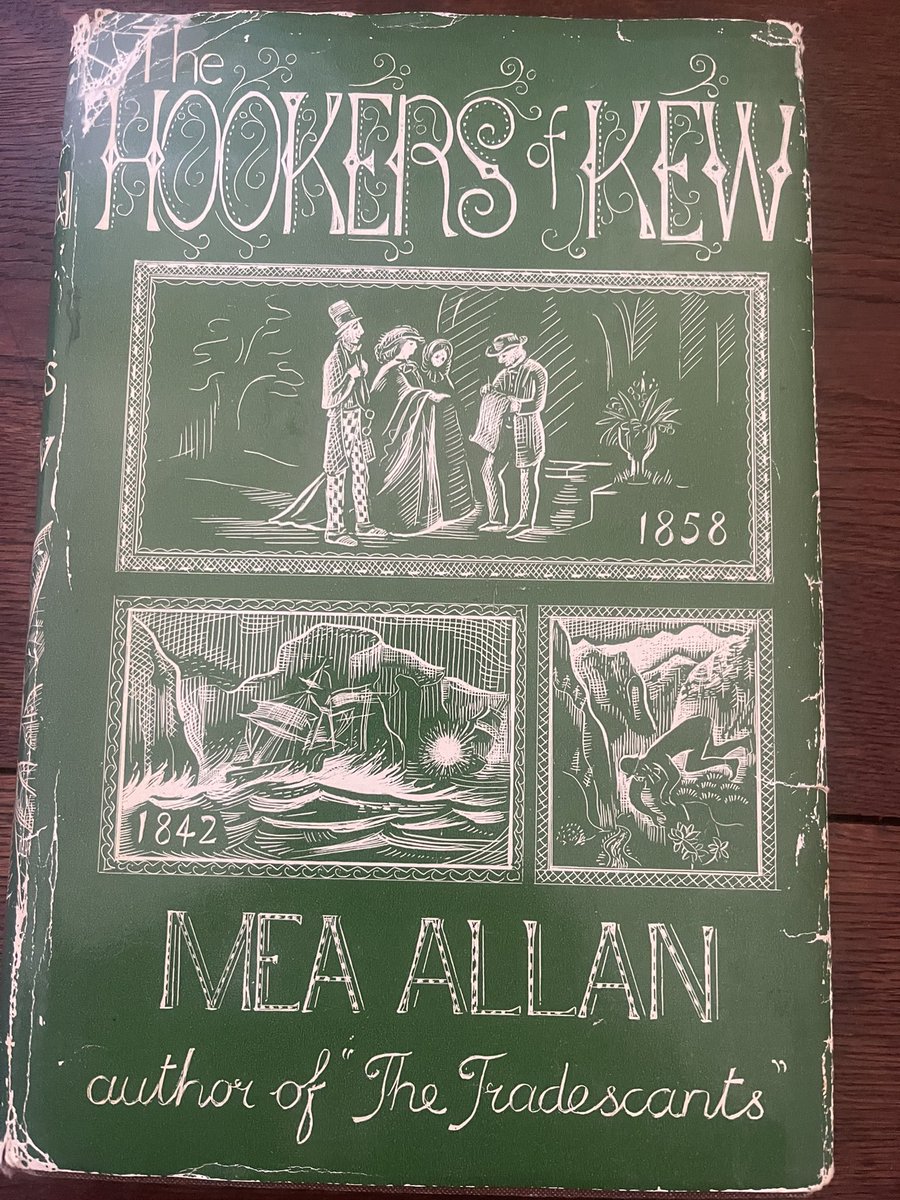 The
HOOKERS of KEW
1858
1842
MEA ALLAN
author of "The Tradescants"